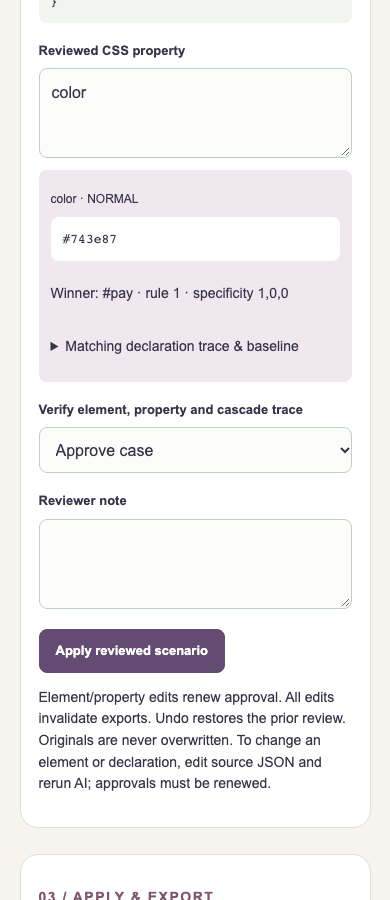 }
Reviewed CSS property
color
color · NORMAL
#743e87
Winner: #pay · rule 1 · specificity 1,0,0
▶ Matching declaration trace & baseline
Verify element, property and cascade trace
Approve case
Reviewer note
Apply reviewed scenario
Element/property edits renew approval. All edits
invalidate exports. Undo restores the prior review.
Originals are never overwritten. To change an
element or declaration, edit source JSON and
rerun AI; approvals must be renewed.
03 / APPLY & EXPORT